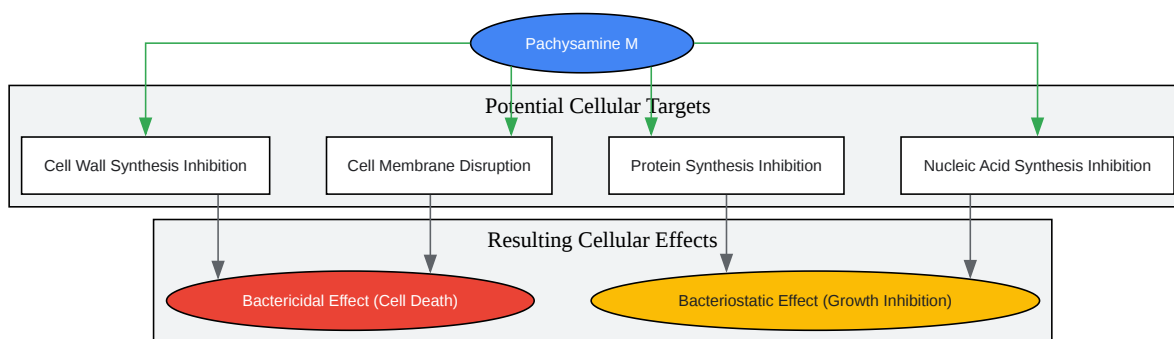 Pachysamine M
Potential Cellular Targets
Cell Wall Synthesis Inhibition
Cell Membrane Disruption
Protein Synthesis Inhibition
Nucleic Acid Synthesis Inhibition
Resulting Cellular Effects
Bactericidal Effect (Cell Death)
Bacteriostatic Effect (Growth Inhibition)